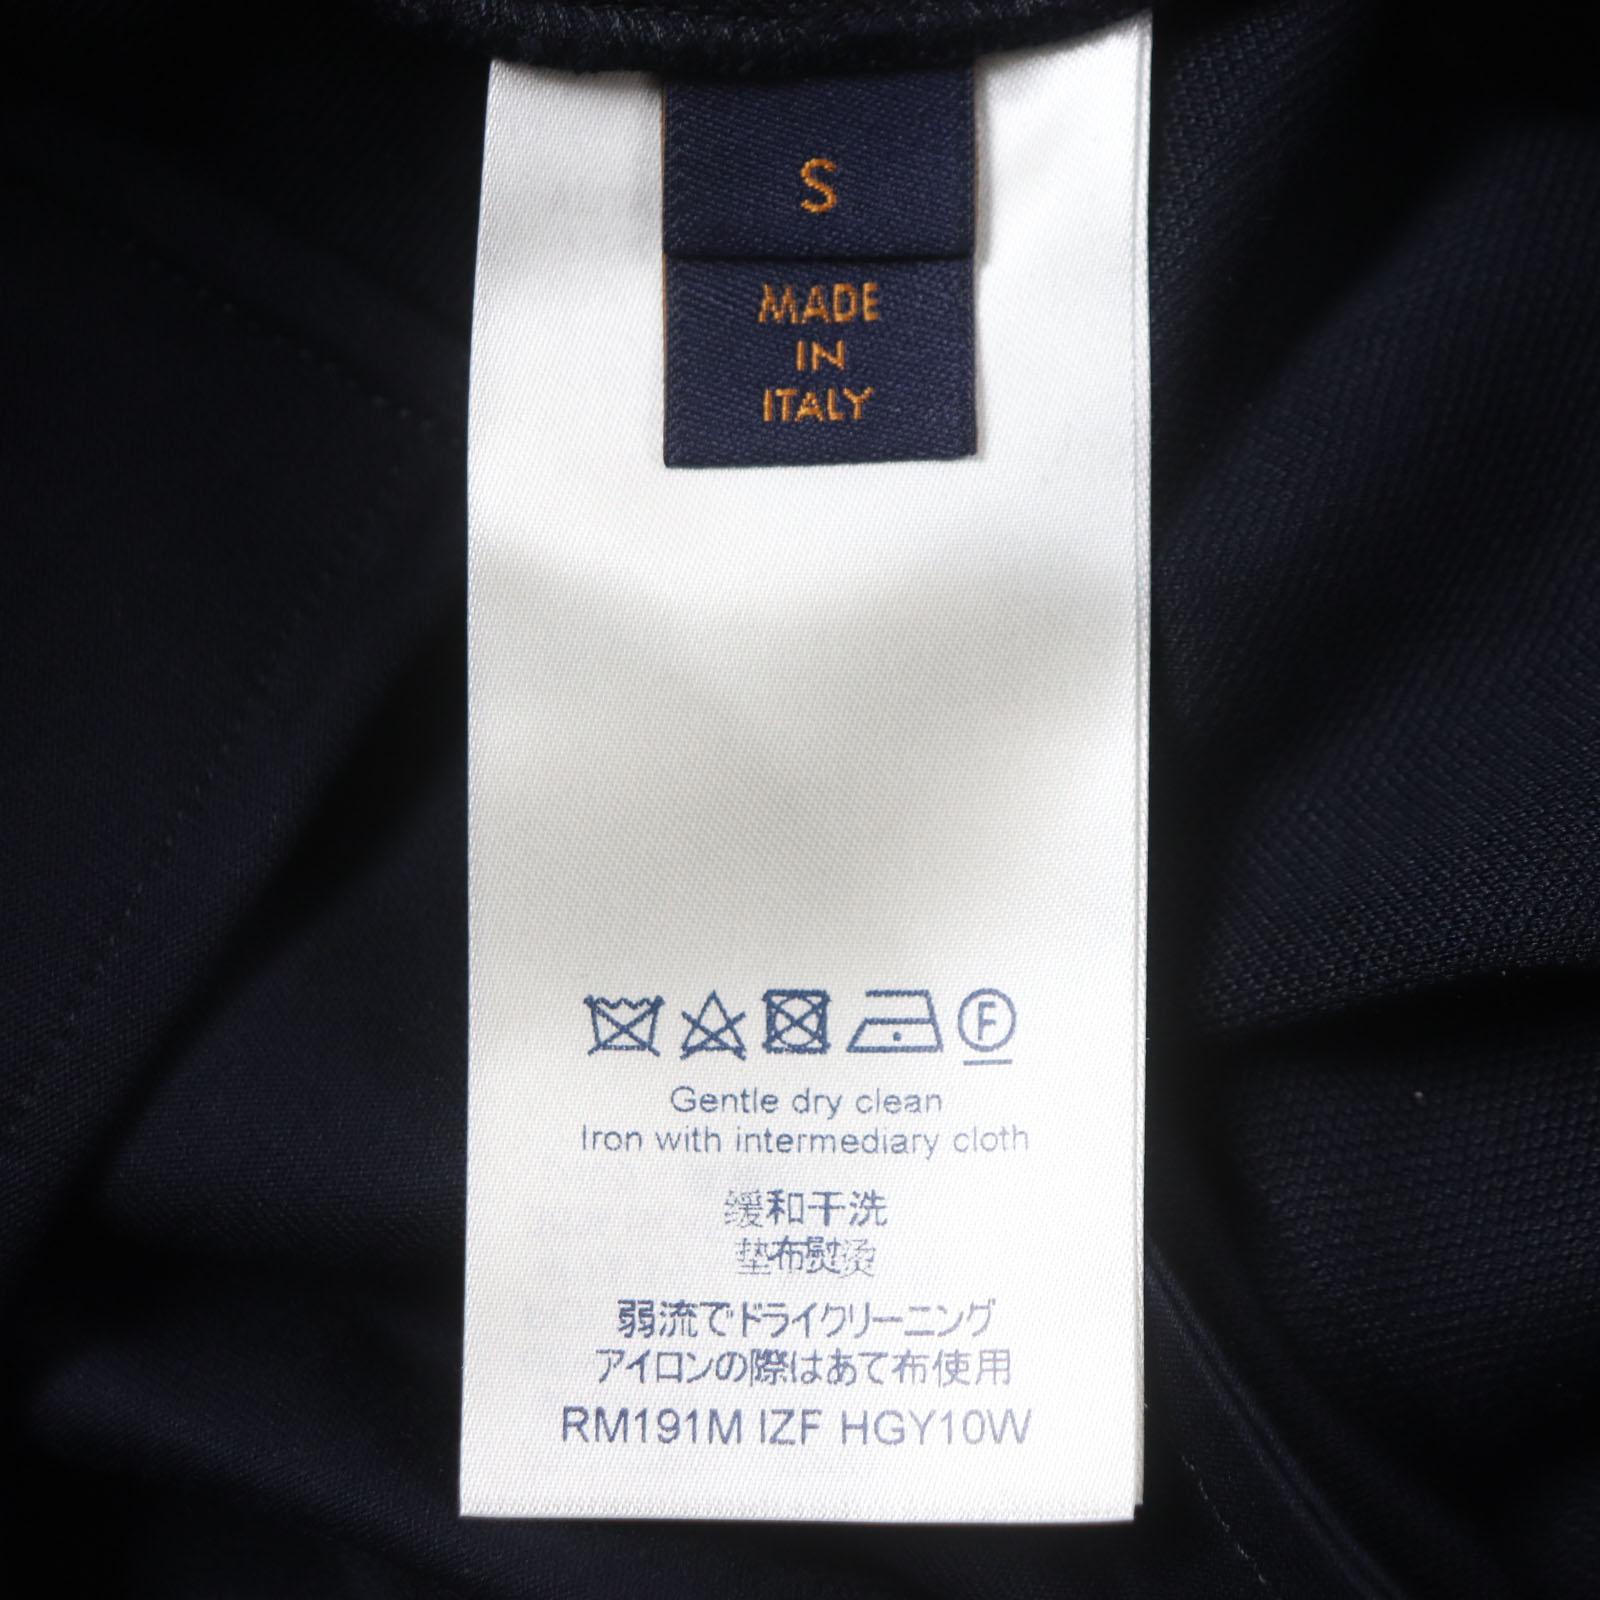 S
MADE
IN
ITALY
F
Gentle dry clean
Iron with intermediary cloth
缓和干洗
垫布熨烫
弱流でドライクリーニング
アイロンの際はあて布使用
RM191M IZF HGY10W